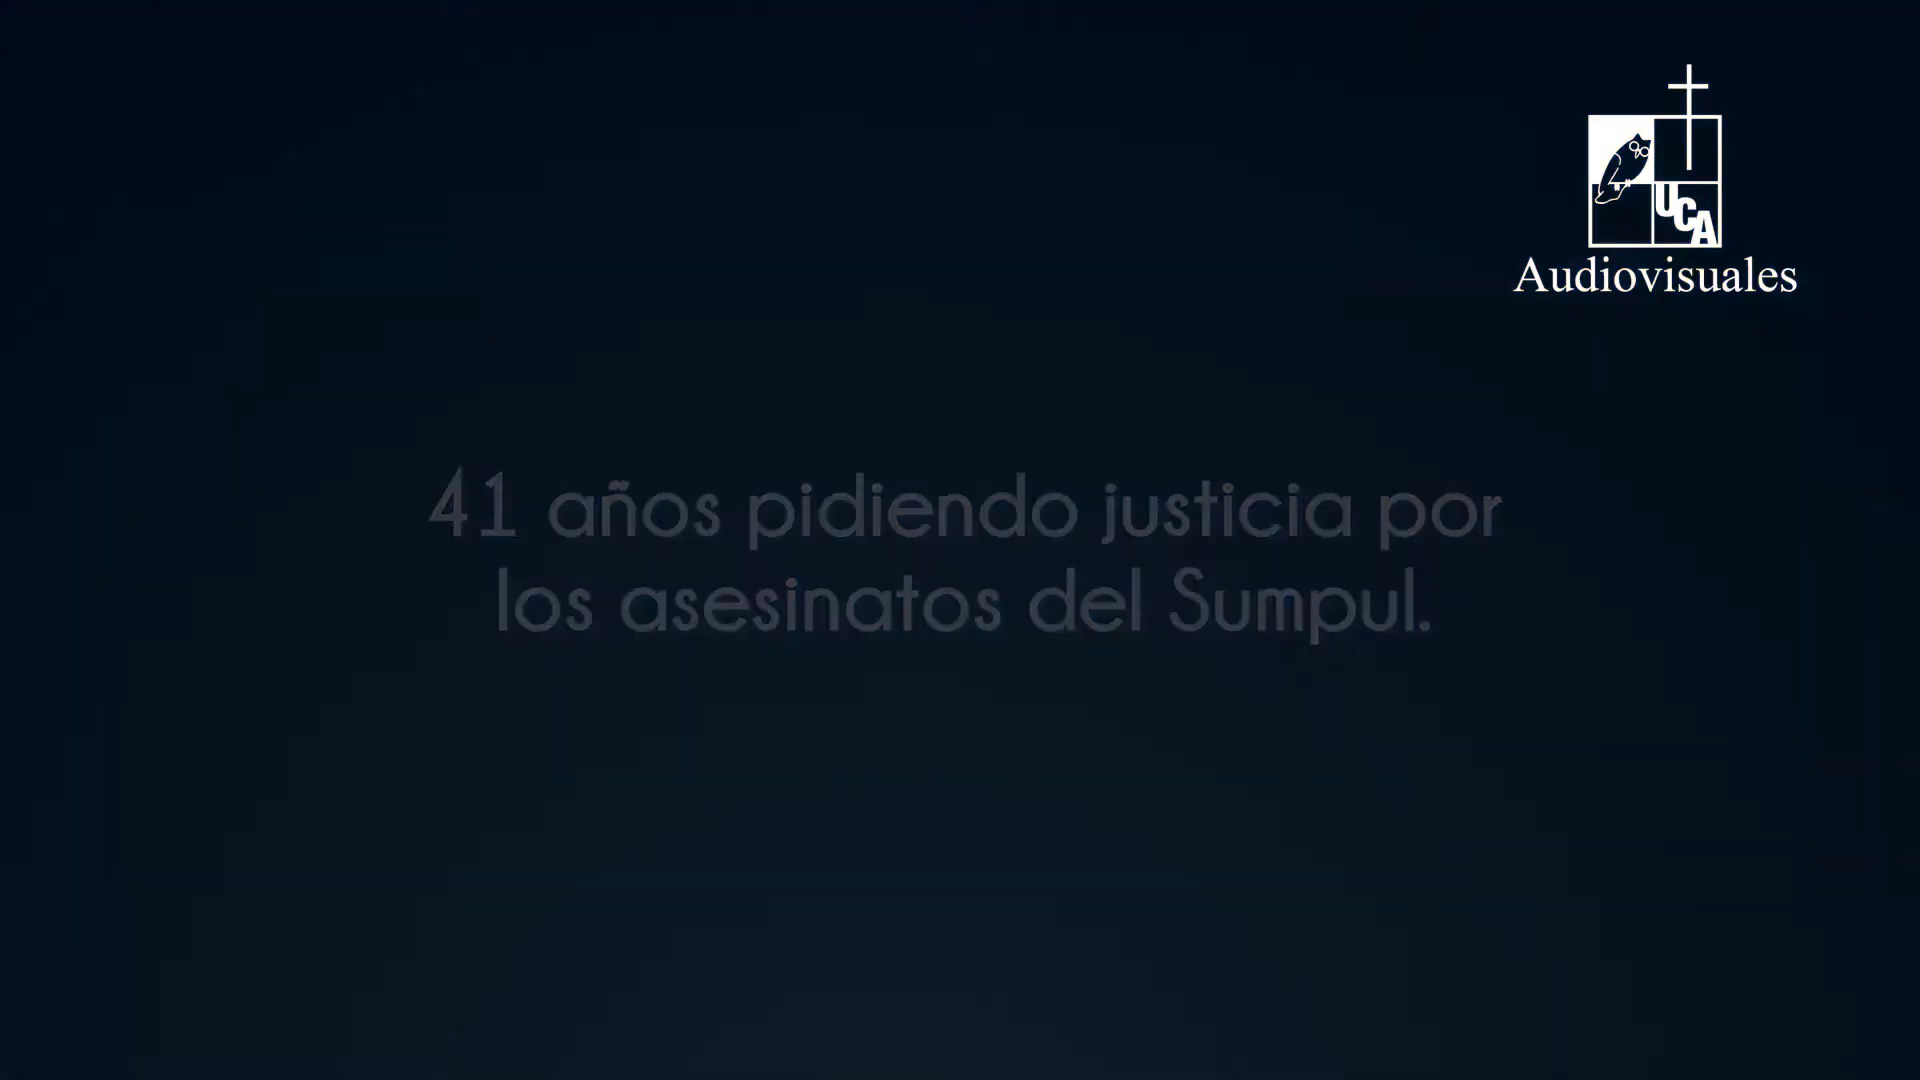 UCA
Audiovisuales
41 años pidiendo justicia por
los asesinatos del Sumpul.